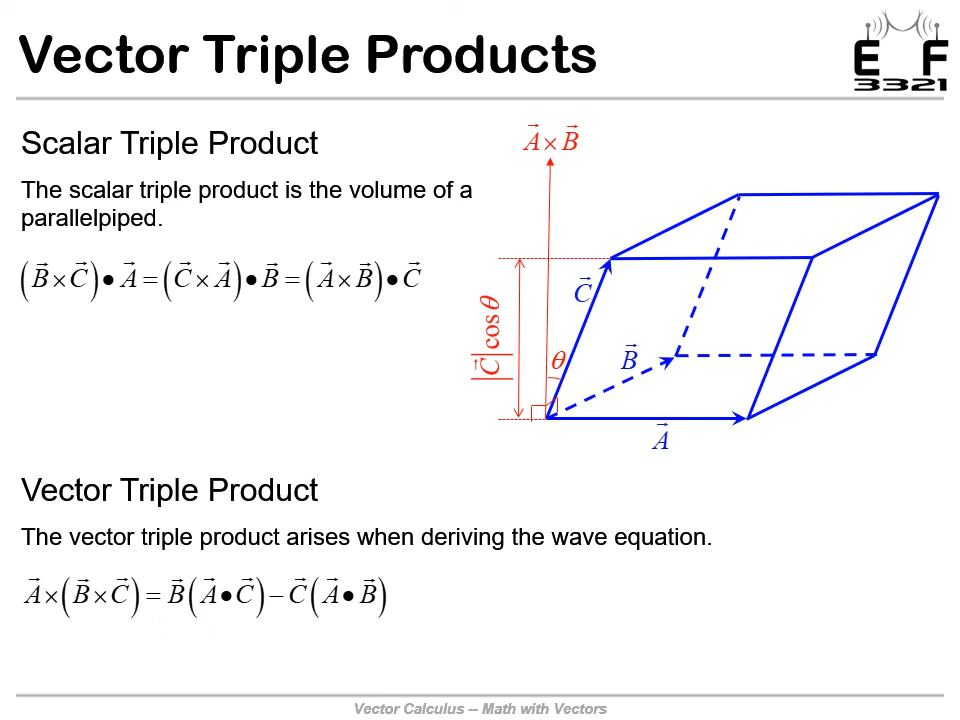 Vector Triple Products
E F
3321
Scalar Triple Product
The scalar triple product is the volume of a
parallelpiped.
(B⃗ × C⃗) • A⃗ = (C⃗ × A⃗) • B⃗ = (A⃗ × B⃗) • C⃗
A⃗ × B⃗
C⃗
|C⃗| cos θ
θ
B⃗
A⃗
Vector Triple Product
The vector triple product arises when deriving the wave equation.
A⃗ × (B⃗ × C⃗) = B⃗ (A⃗ • C⃗) − C⃗ (A⃗ • B⃗)
Vector Calculus -- Math with Vectors